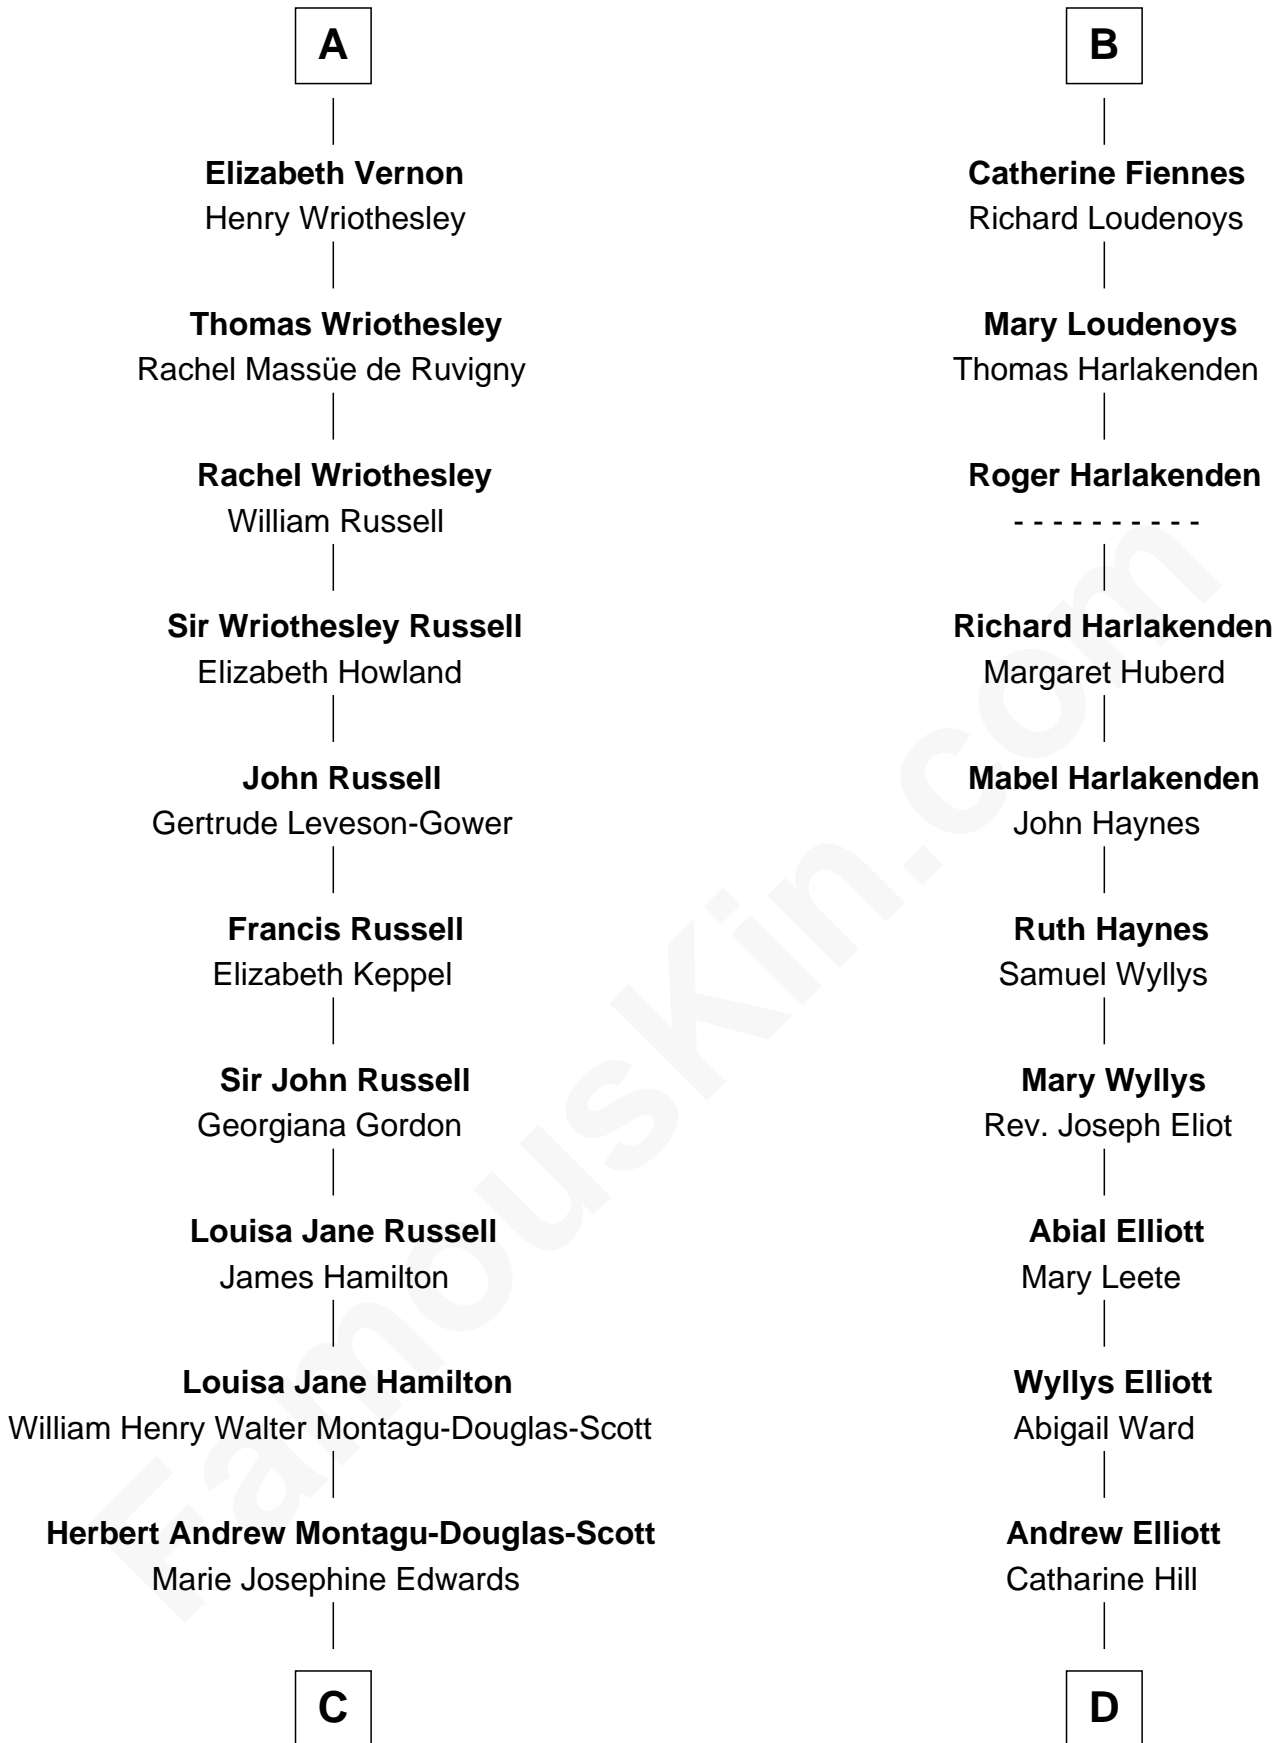 A
Elizabeth Vernon
Henry Wriothesley
Thomas Wriothesley
Rachel Massüe de Ruvigny
Rachel Wriothesley
William Russell
Sir Wriothesley Russell
Elizabeth Howland
John Russell
Gertrude Leveson-Gower
Francis Russell
Elizabeth Keppel
Sir John Russell
Georgiana Gordon
Louisa Jane Russell
James Hamilton
Louisa Jane Hamilton
William Henry Walter Montagu-Douglas-Scott
Herbert Andrew Montagu-Douglas-Scott
Marie Josephine Edwards
C
B
Catherine Fiennes
Richard Loudenoys
Mary Loudenoys
Thomas Harlakenden
Roger Harlakenden
- - - - - - - - - -
Richard Harlakenden
Margaret Huberd
Mabel Harlakenden
John Haynes
Ruth Haynes
Samuel Wyllys
Mary Wyllys
Rev. Joseph Eliot
Abial Elliott
Mary Leete
Wyllys Elliott
Abigail Ward
Andrew Elliott
Catharine Hill
D
FamousKin.com